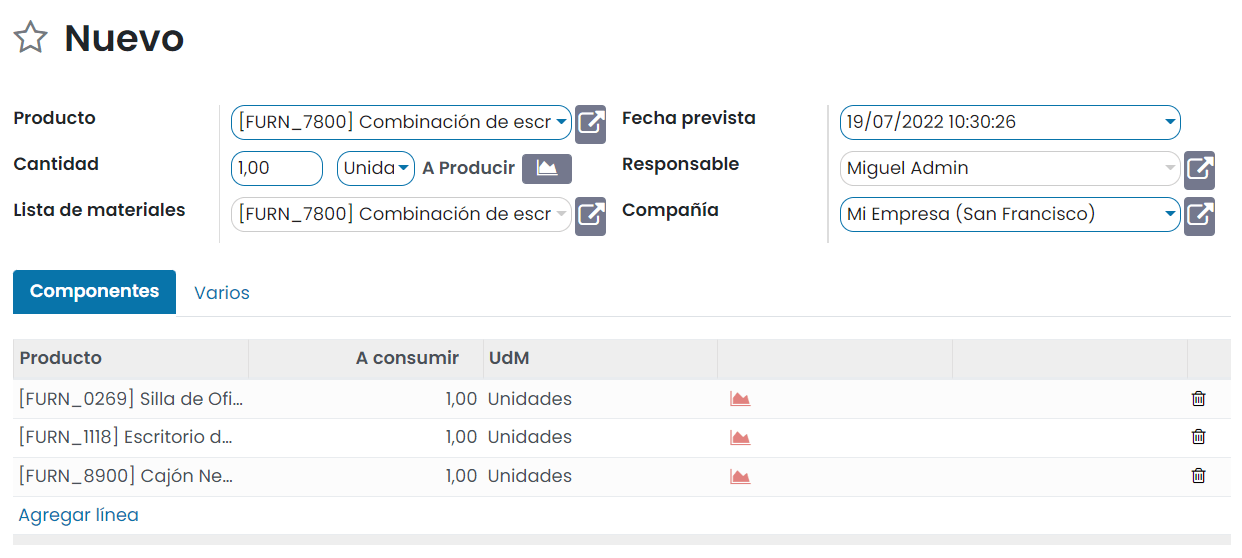 Nuevo
Producto [FURN_7800] Combinación de escr Fecha prevista 19/07/2022 10:30:26
Cantidad 1,00 Unida A Producir Responsable Miguel Admin
Lista de materiales [FURN_7800] Combinación de escr Compañía Mi Empresa (San Francisco)
Componentes Varios
Producto A consumir UdM
[FURN_0269] Silla de Ofi... 1,00 Unidades
[FURN_1118] Escritorio d... 1,00 Unidades
[FURN_8900] Cajón Ne... 1,00 Unidades
Agregar línea